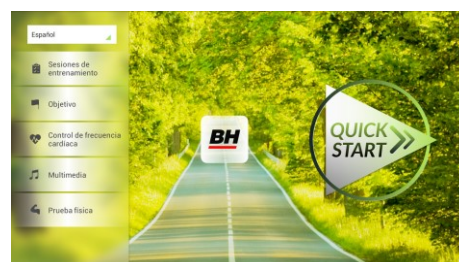 Español
Sesiones de
entrenamiento
Objetivo
Control de frecuencia
cardíaca
Multimedia
Prueba física
BH
QUICK
START